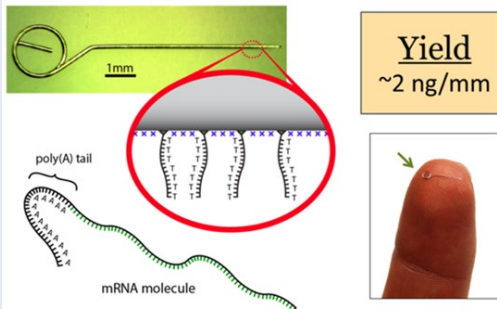 1mm
Yield
~2 ng/mm
x x x x x x x x x x x x x x
T T T T T T T T T T T T T T T T T T T T T T T T T T T T
poly(A) tail
A A A A A A A A A A A A A A A
mRNA molecule